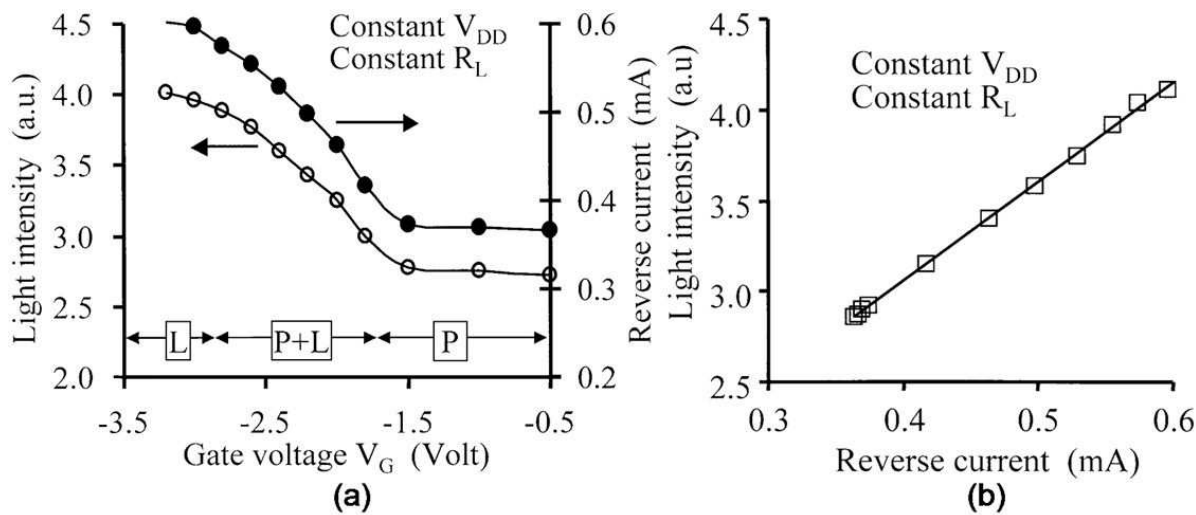 4.5
4.0
3.5
3.0
2.5
2.0
Light intensity (a.u.)
Constant V_DD
Constant R_L
L
P+L
P
-3.5
-2.5
-1.5
-0.5
Gate voltage V_G (Volt)
0.6
0.5
0.4
0.3
0.2
Reverse current (mA)
(a)
4.5
4.0
3.5
3.0
2.5
Light intensity (a.u)
Constant V_DD
Constant R_L
0.3
0.4
0.5
0.6
Reverse current (mA)
(b)